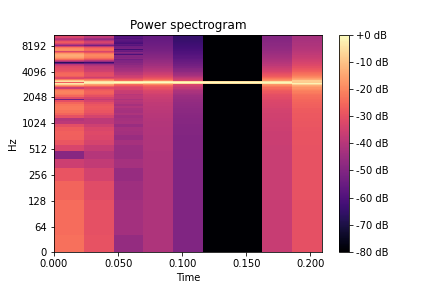 Power spectrogram
Hz
8192
4096
2048
1024
512
256
128
64
0
0.000 0.050 0.100 0.150 0.200
Time
+0 dB
-10 dB
-20 dB
-30 dB
-40 dB
-50 dB
-60 dB
-70 dB
-80 dB